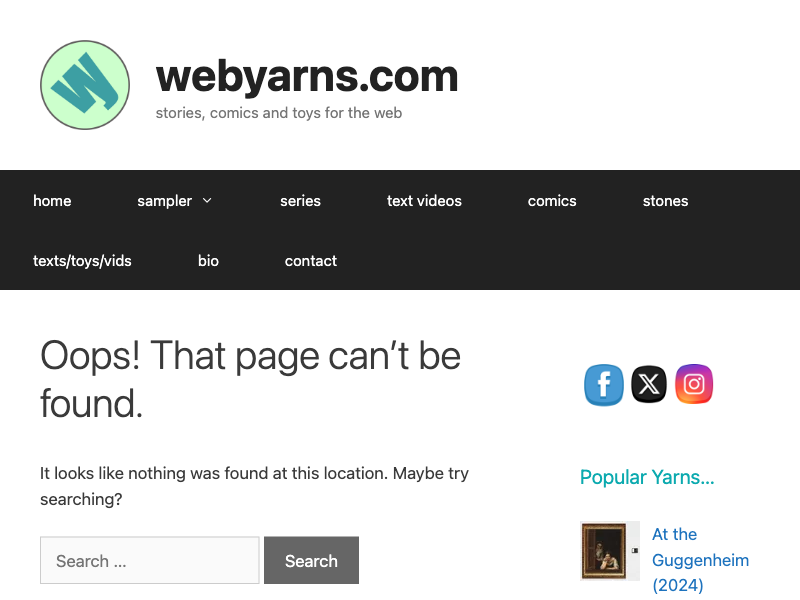 W
webyarns.com
stories, comics and toys for the web
home sampler series text videos comics stones
texts/toys/vids bio contact
Oops! That page can’t be
found.
It looks like nothing was found at this location. Maybe try
searching?
Search …
Search
f X
Popular Yarns…
At the
Guggenheim
(2024)